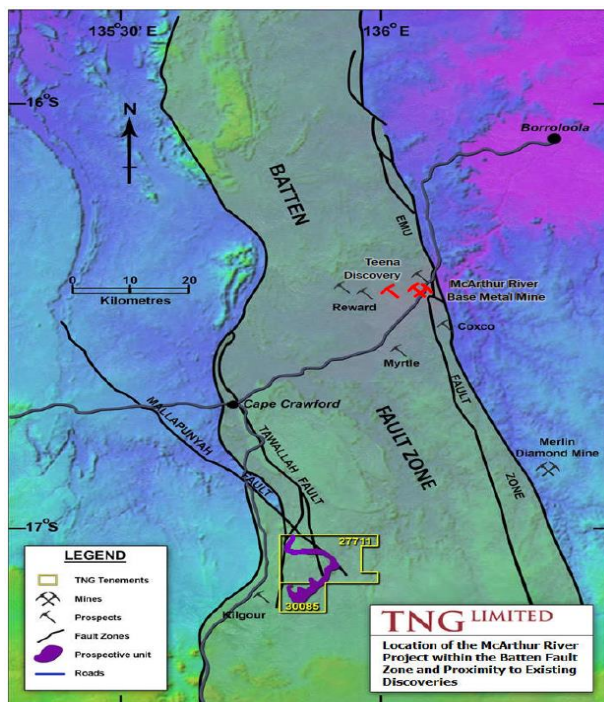 135°30' E
136°E
16°S
N
Borroloola
BATTEN
EMU
Teena
Discovery
McArthur River
Base Metal Mine
0 10 20
Kilometres
Reward
Coxco
Myrtle
Cape Crawford
MALLAPUNYAH
FAULT
TAWALLAH FAULT
FAULT ZONE
FAULT
ZONE
Merlin
Diamond Mine
17°S
27711
30085
Kilgour
LEGEND
TNG Tenements
Mines
Prospects
Fault Zones
Prospective unit
Roads
TNG LIMITED
Location of the McArthur River
Project within the Batten Fault
Zone and Proximity to Existing
Discoveries